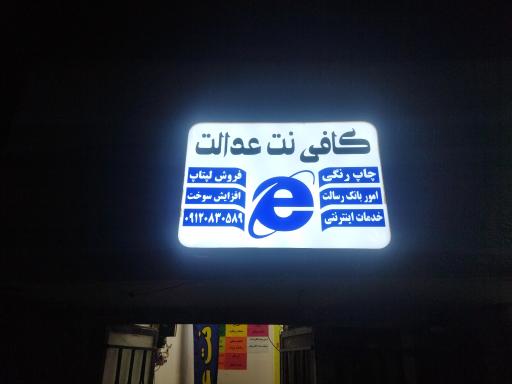 کافی نت عدالت
چاپ رنگی
امور بانک رسالت
خدمات اینترنتی
فروش لپتاپ
افزایش سوخت
۰۹۱۲۰۸۳۰۵۸۹